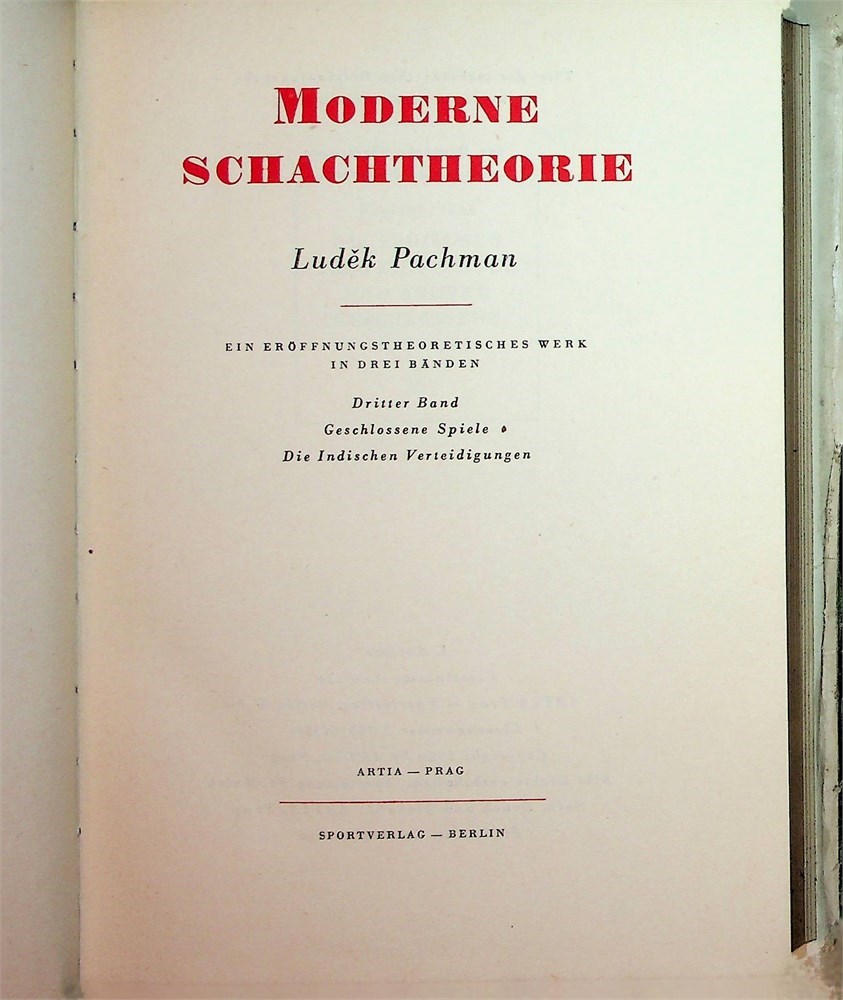 MODERNE
SCHACHTHEORIE
Luděk Pachman
EIN ERÖFFNUNGSTHEORETISCHES WERK
IN DREI BÄNDEN
Dritter Band
Geschlossene Spiele
Die Indischen Verteidigungen
ARTIA — PRAG
SPORTVERLAG — BERLIN